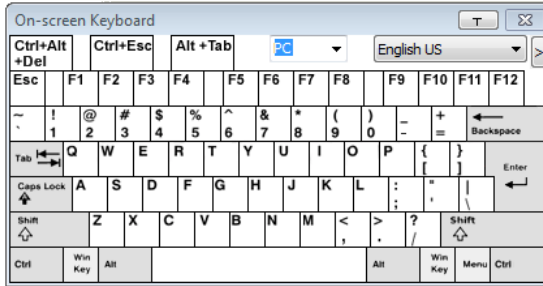 On-screen Keyboard
Ctrl+Alt +Del Ctrl+Esc Alt +Tab PC English US >
Esc F1 F2 F3 F4 F5 F6 F7 F8 F9 F10 F11 F12
~ ! @ # $ % ^ & * ( ) _ + 
` 1 2 3 4 5 6 7 8 9 0 - = Backspace
Tab Q W E R T Y U I O P { }
[ ] Enter
Caps Lock A S D F G H J K L : " |
; ' \
Shift Z X C V B N M < > ? Shift
, . /
Ctrl Win Key Alt Alt Win Key Menu Ctrl